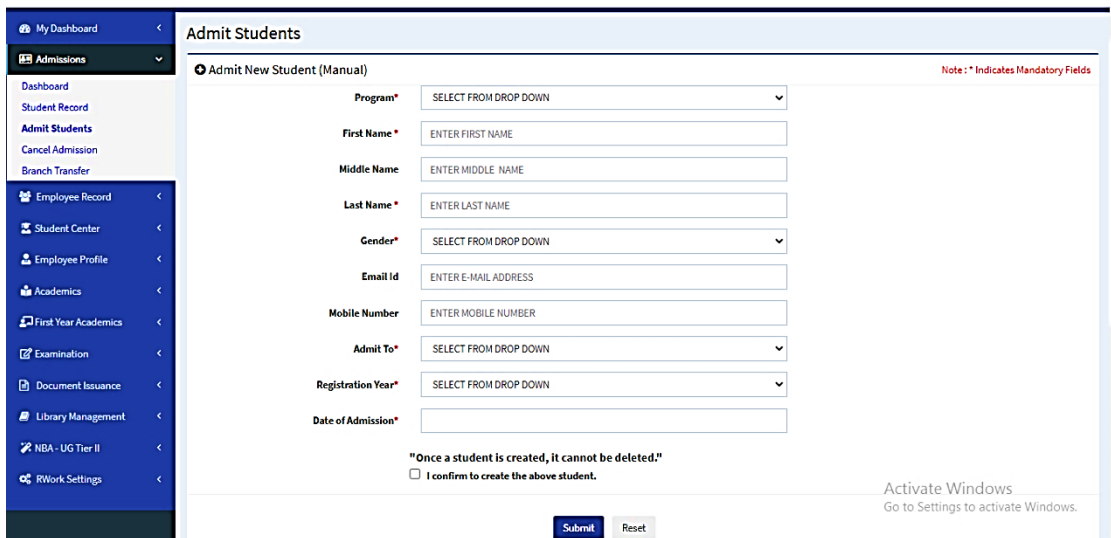 My Dashboard
Admissions
Dashboard
Student Record
Admit Students
Cancel Admission
Branch Transfer
Employee Record
Student Center
Employee Profile
Academics
First Year Academics
Examination
Document Issuance
Library Management
NBA - UG Tier II
RWork Settings
Admit Students
Admit New Student (Manual)
Note : * Indicates Mandatory Fields
Program* SELECT FROM DROP DOWN
First Name * ENTER FIRST NAME
Middle Name ENTER MIDDLE NAME
Last Name * ENTER LAST NAME
Gender* SELECT FROM DROP DOWN
Email Id ENTER E-MAIL ADDRESS
Mobile Number ENTER MOBILE NUMBER
Admit To* SELECT FROM DROP DOWN
Registration Year* SELECT FROM DROP DOWN
Date of Admission*
"Once a student is created, it cannot be deleted."
I confirm to create the above student.
Submit Reset
Activate Windows
Go to Settings to activate Windows.